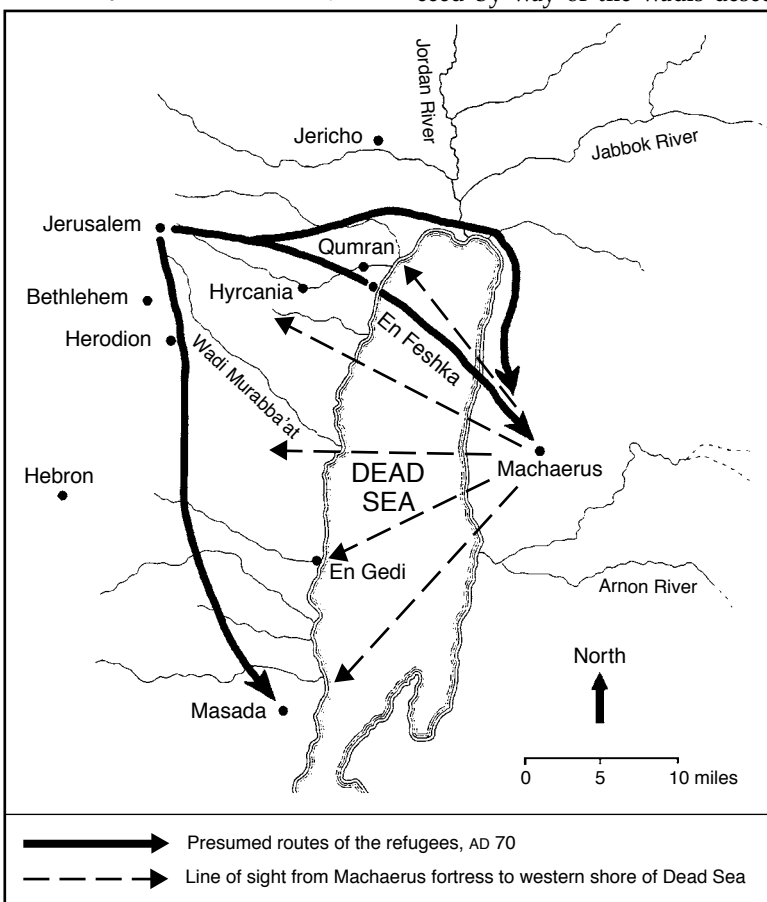 Jordan River
Jericho
Jabbok River
Jerusalem
Qumran
Bethlehem
Hyrcania
Herodion
En Feshka
Wadi Murabba'at
Hebron
DEAD
SEA
Machaerus
En Gedi
Arnon River
North
Masada
0 5 10 miles
Presumed routes of the refugees, AD 70
Line of sight from Machaerus fortress to western shore of Dead Sea